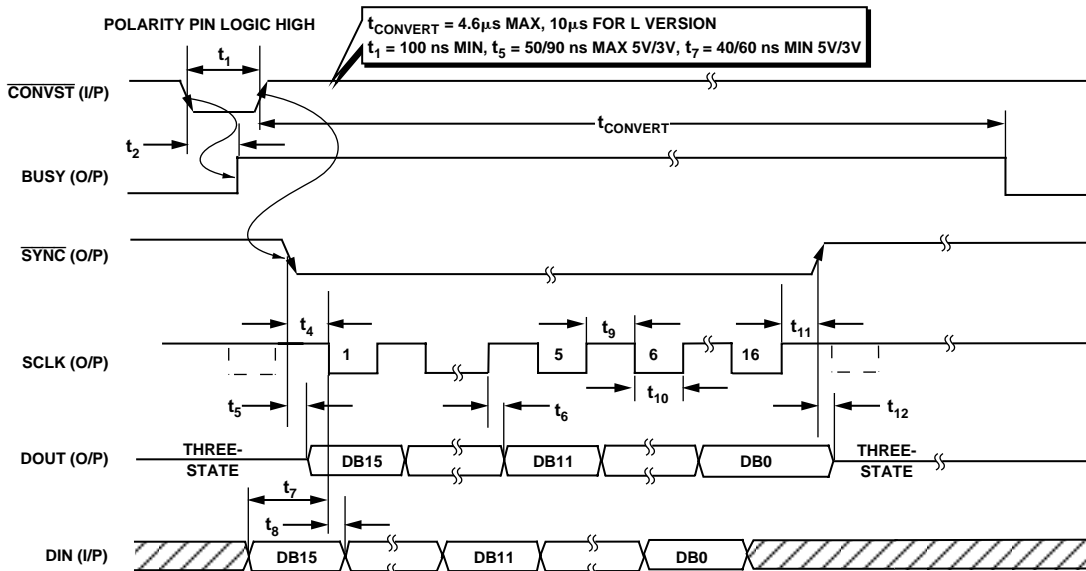 POLARITY PIN LOGIC HIGH
tCONVERT = 4.6µs MAX, 10µs FOR L VERSION
t1 = 100 ns MIN, t5 = 50/90 ns MAX 5V/3V, t7 = 40/60 ns MIN 5V/3V
t1
CONVST (I/P)
tCONVERT
t2
BUSY (O/P)
SYNC (O/P)
t4
t9
t11
SCLK (O/P)
1
5
6
16
t10
t5
t6
t12
DOUT (O/P)
THREE-
STATE
DB15
DB11
DB0
THREE-
STATE
t7
t8
DIN (I/P)
DB15
DB11
DB0